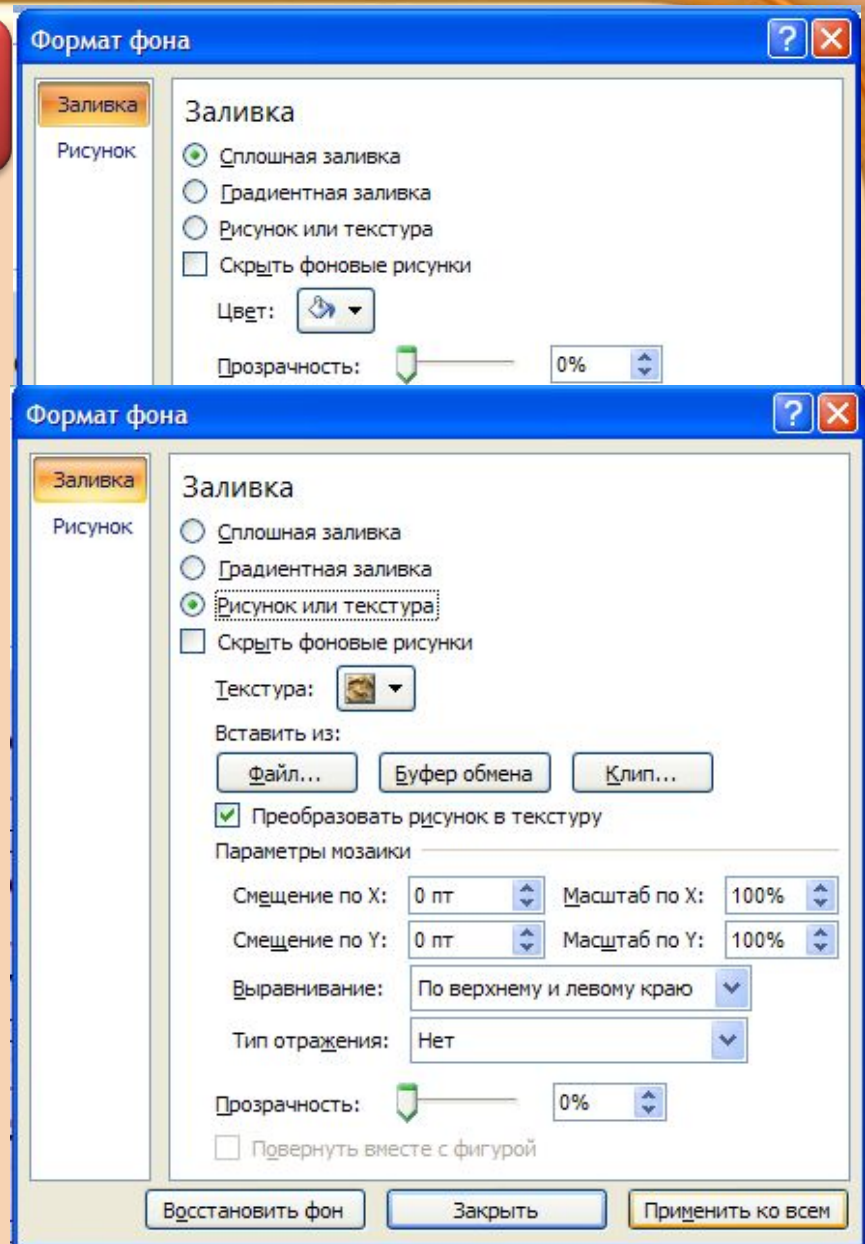 Формат фона
Заливка
Рисунок
Заливка
Сплошная заливка
Градиентная заливка
Рисунок или текстура
Скрыть фоновые рисунки
Цвет:
Прозрачность: 0%
Формат фона
Заливка
Рисунок
Заливка
Сплошная заливка
Градиентная заливка
Рисунок или текстура
Скрыть фоновые рисунки
Текстура:
Вставить из:
Файл... Буфер обмена Клип...
Преобразовать рисунок в текстуру
Параметры мозаики
Смещение по X: 0 пт Масштаб по X: 100%
Смещение по Y: 0 пт Масштаб по Y: 100%
Выравнивание: По верхнему и левому краю
Тип отражения: Нет
Прозрачность: 0%
Повернуть вместе с фигурой
Восстановить фон Закрыть Применить ко всем